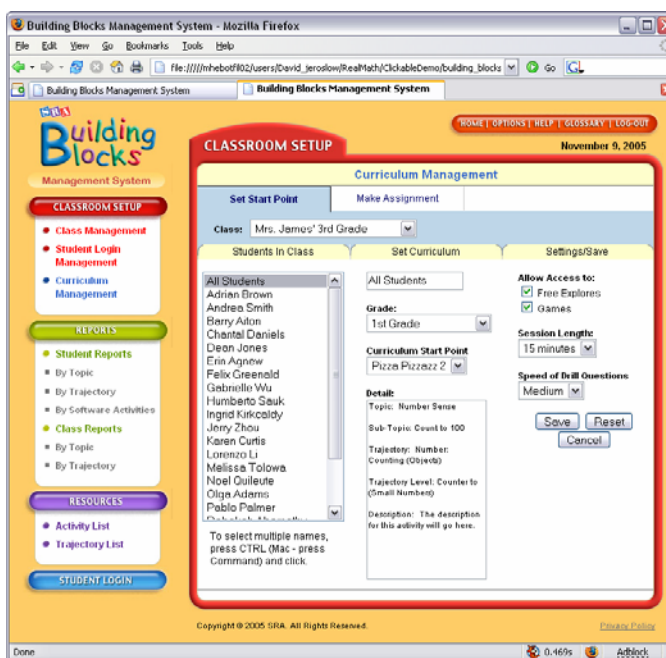 Building Blocks Management System - Mozilla Firefox
File Edit View Go Bookmarks Tools Help
file://///mhebotfil02/users/David_jeroslow/RealMath/ClickableDemo/building_blocks
Go
Building Blocks Management System
Building Blocks Management System
SRA
Building Blocks
Management System
HOME | OPTIONS | HELP | GLOSSARY | LOG-OUT
CLASSROOM SETUP
November 9, 2005
CLASSROOM SETUP
Class Management
Student Login
Management
Curriculum
Management
REPORTS
Student Reports
By Topic
By Trajectory
By Software Activities
Class Reports
By Topic
By Trajectory
RESOURCES
Activity List
Trajectory List
STUDENT LOGIN
Curriculum Management
Set Start Point
Make Assignment
Class: Mrs. James' 3rd Grade
Students In Class
Set Curriculum
Settings/Save
All Students
Adrian Brown
Andrea Smith
Barry Aiton
Chantal Daniels
Dean Jones
Erin Agnew
Felix Greenald
Gabrielle Wu
Humberto Sauk
Ingrid Kirkcaldy
Jerry Zhou
Karen Curtis
Lorenzo Li
Melissa Tolowa
Noel Quileute
Olga Adams
Pablo Palmer
To select multiple names,
press CTRL (Mac - press
Command) and click.
All Students
Grade:
1st Grade
Curriculum Start Point
Pizza Pizzazz 2
Detail:
Topic: Number Sense
Sub-Topic: Count to 100
Trajectory: Number:
Counting (Objects)
Trajectory Level: Counter to
(Small Numbers)
Description: The description
for this activity will go here.
Allow Access to:
Free Explores
Games
Session Length:
15 minutes
Speed of Drill Questions
Medium
Save Reset
Cancel
Copyright © 2005 SRA. All Rights Reserved.
Privacy Policy
Done
0.469s
Adblock